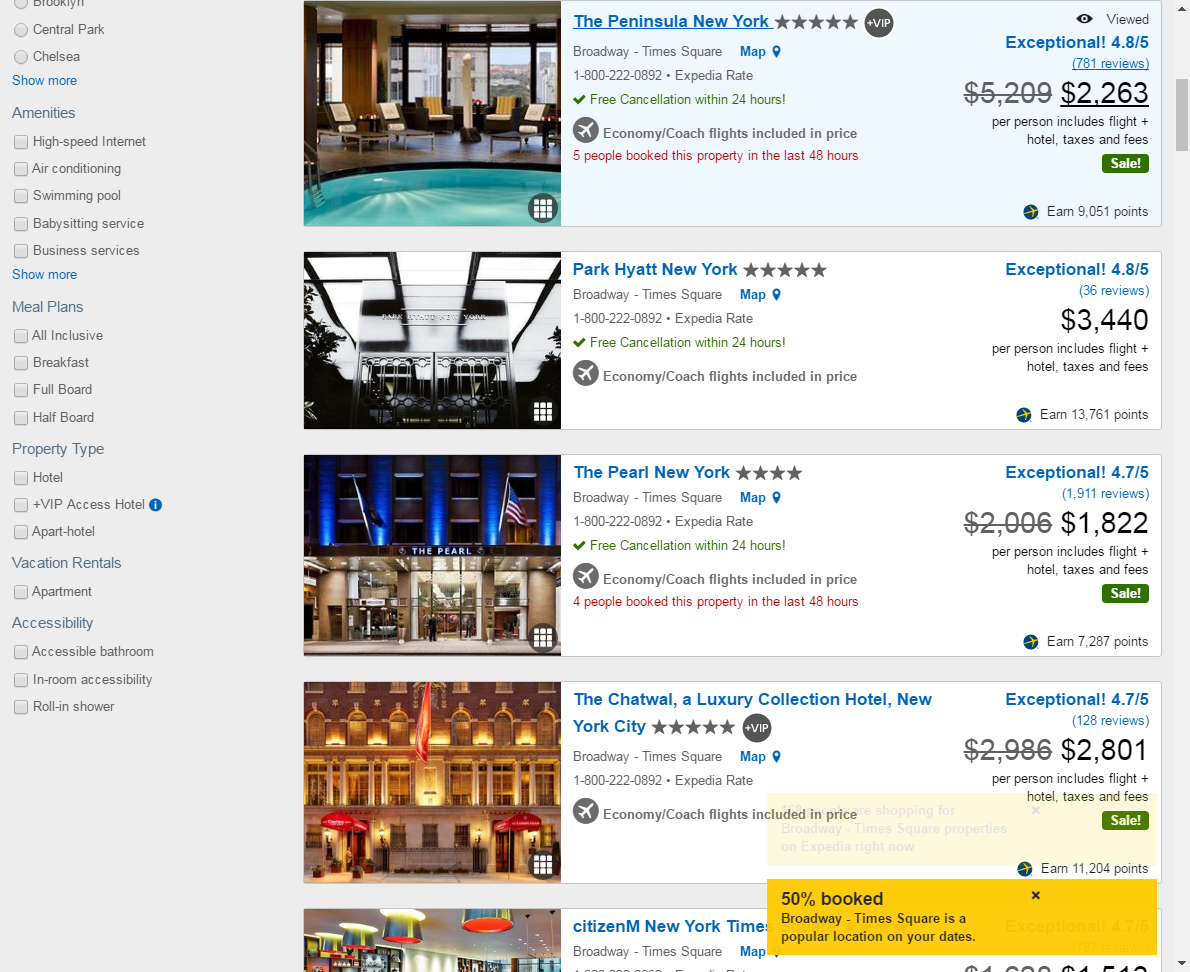 Brooklyn
Central Park
Chelsea
Show more
Amenities
High-speed Internet
Air conditioning
Swimming pool
Babysitting service
Business services
Show more
Meal Plans
All Inclusive
Breakfast
Full Board
Half Board
Property Type
Hotel
+VIP Access Hotel i
Apart-hotel
Vacation Rentals
Apartment
Accessibility
Accessible bathroom
In-room accessibility
Roll-in shower
The Peninsula New York +VIP
Broadway - Times Square Map
1-800-222-0892 • Expedia Rate
Free Cancellation within 24 hours!
Economy/Coach flights included in price
5 people booked this property in the last 48 hours
Viewed
Exceptional! 4.8/5
(781 reviews)
$5,209 $2,263
per person includes flight +
hotel, taxes and fees
Sale!
Earn 9,051 points
PARK HYATT NEW YORK
Park Hyatt New York
Broadway - Times Square Map
1-800-222-0892 • Expedia Rate
Free Cancellation within 24 hours!
Economy/Coach flights included in price
Exceptional! 4.8/5
(36 reviews)
$3,440
per person includes flight +
hotel, taxes and fees
Earn 13,761 points
THE PEARL
The Pearl New York
Broadway - Times Square Map
1-800-222-0892 • Expedia Rate
Free Cancellation within 24 hours!
Economy/Coach flights included in price
4 people booked this property in the last 48 hours
Exceptional! 4.7/5
(1,911 reviews)
$2,006 $1,822
per person includes flight +
hotel, taxes and fees
Sale!
Earn 7,287 points
The Chatwal, a Luxury Collection Hotel, New
York City +VIP
Broadway - Times Square Map
1-800-222-0892 • Expedia Rate
Economy/Coach flights included in price
Exceptional! 4.7/5
(128 reviews)
$2,986 $2,801
per person includes flight +
hotel, taxes and fees
Sale!
Earn 11,204 points
people are shopping for
Broadway - Times Square properties
on Expedia right now
50% booked
Broadway - Times Square is a
popular location on your dates.
citizenM New York Times Square
Broadway - Times Square Map
Exceptional! 4.7/5